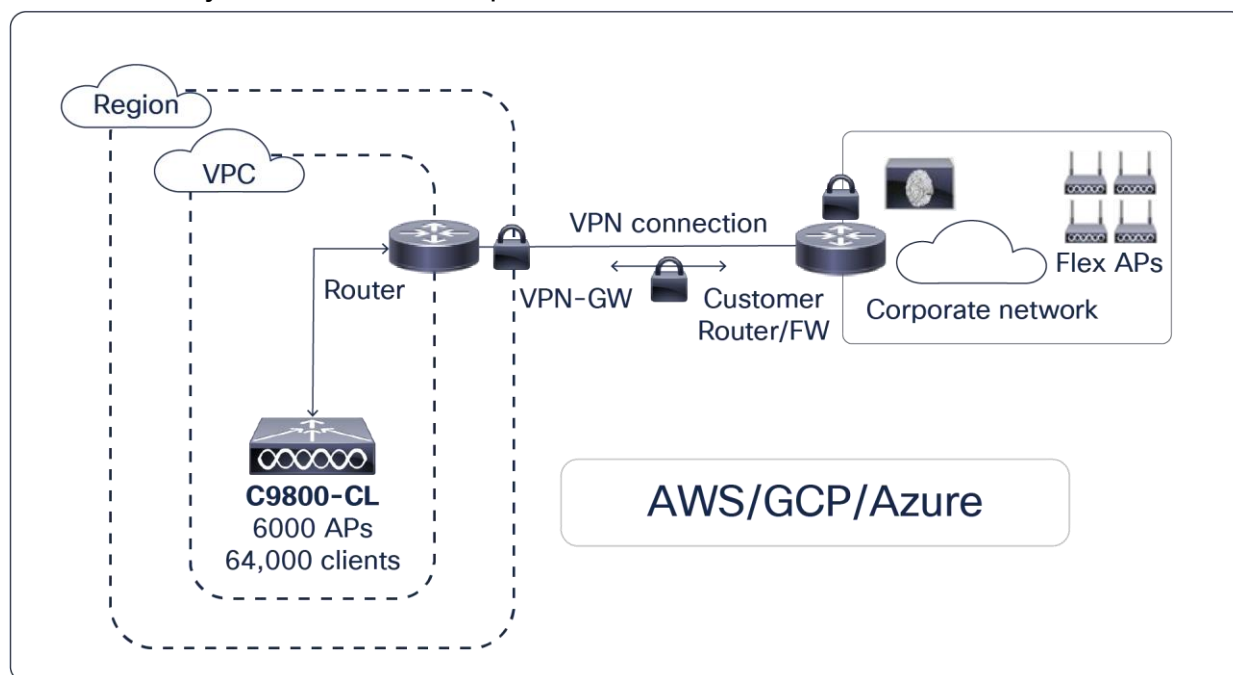 Region
VPC
Router
VPN connection
VPN-GW
Customer
Router/FW
Corporate network
Flex APs
C9800-CL
6000 APs
64,000 clients
AWS/GCP/Azure